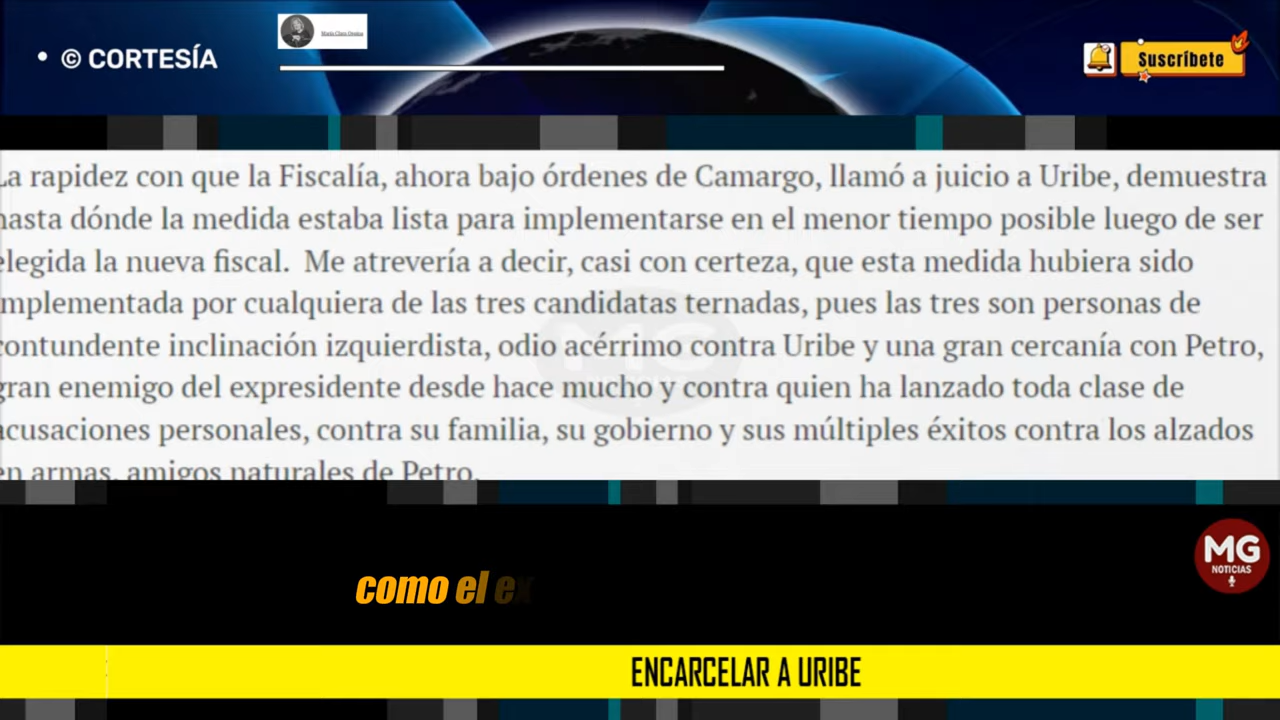 • © CORTESÍA
Suscríbete
La rapidez con que la Fiscalía, ahora bajo órdenes de Camargo, llamó a juicio a Uribe, demuestra
hasta dónde la medida estaba lista para implementarse en el menor tiempo posible luego de ser
elegida la nueva fiscal. Me atrevería a decir, casi con certeza, que esta medida hubiera sido
implementada por cualquiera de las tres candidatas ternadas, pues las tres son personas de
contundente inclinación izquierdista, odio acérrimo contra Uribe y una gran cercanía con Petro,
gran enemigo del expresidente desde hace mucho y contra quien ha lanzado toda clase de
acusaciones personales, contra su familia, su gobierno y sus múltiples éxitos contra los alzados
en armas, amigos naturales de Petro.
MG
MG
NOTICIAS
como el ex
ENCARCELAR A URIBE